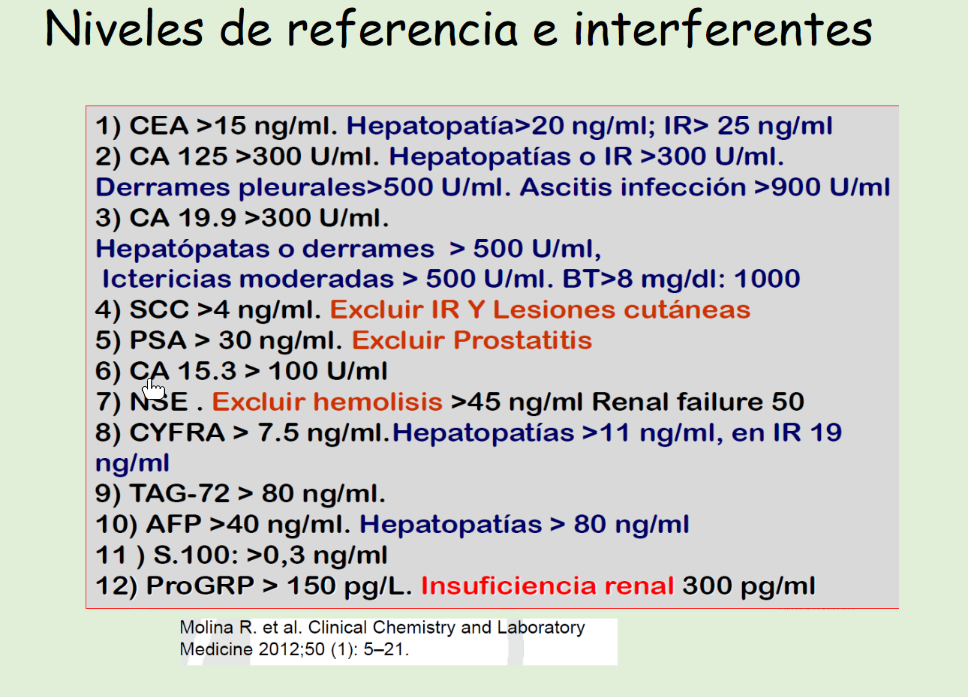 Niveles de referencia e interferentes
1) CEA >15 ng/ml. Hepatopatía>20 ng/ml; IR> 25 ng/ml
2) CA 125 >300 U/ml. Hepatopatías o IR >300 U/ml.
Derrames pleurales>500 U/ml. Ascitis infección >900 U/ml
3) CA 19.9 >300 U/ml.
Hepatópatas o derrames > 500 U/ml,
Ictericias moderadas > 500 U/ml. BT>8 mg/dl: 1000
4) SCC >4 ng/ml. Excluir IR Y Lesiones cutáneas
5) PSA > 30 ng/ml. Excluir Prostatitis
6) CA 15.3 > 100 U/ml
7) NSE . Excluir hemolisis >45 ng/ml Renal failure 50
8) CYFRA > 7.5 ng/ml.Hepatopatías >11 ng/ml, en IR 19
ng/ml
9) TAG-72 > 80 ng/ml.
10) AFP >40 ng/ml. Hepatopatías > 80 ng/ml
11 ) S.100: >0,3 ng/ml
12) ProGRP > 150 pg/L. Insuficiencia renal 300 pg/ml
Molina R. et al. Clinical Chemistry and Laboratory
Medicine 2012;50 (1): 5–21.